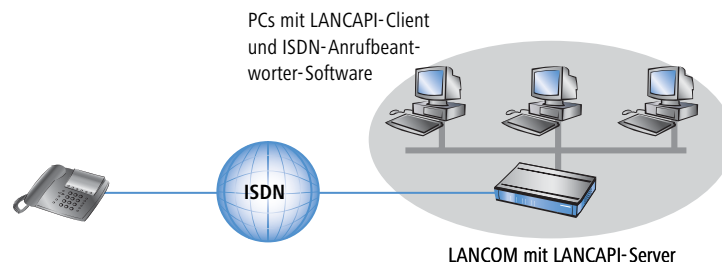 PCs mit LANCAPI-Client
und ISDN-Anrufbeant-
worter-Software
ISDN
LANCOM mit LANCAPI-Server